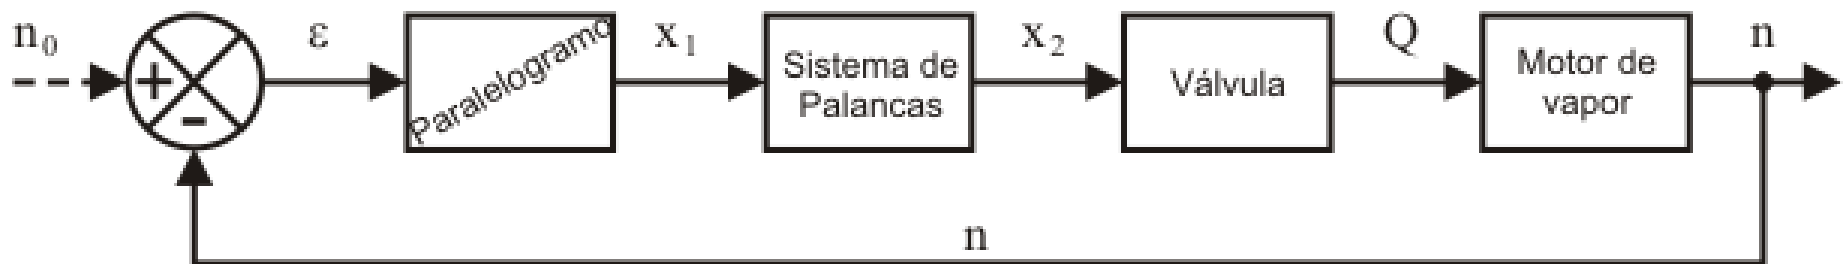 n₀
ε
Paralelogramo
x₁
Sistema de
Palancas
x₂
Válvula
Q
Motor de
vapor
n
+
-
n